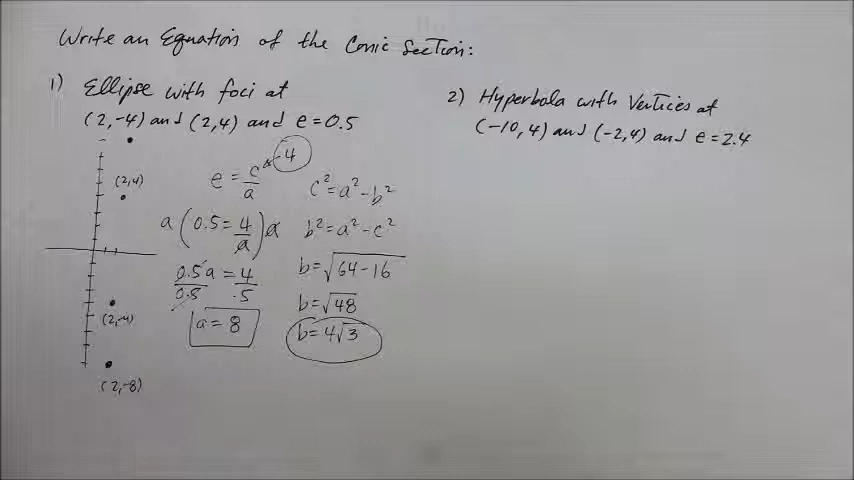 Write an Equation of the Conic Section:
1) Ellipse with foci at
(2,-4) and (2,4) and e = 0.5
2) Hyperbola with Vertices at
(-10,4) and (-2,4) and e = 2.4
(2,4)
(2,-4)
(2,-8)
e = c/a 4
a(0.5 = 4/a)a
0.5a/0.5 = 4/.5
a = 8
c² = a² - b²
b² = a² - c²
b = √64-16
b = √48
b = 4√3